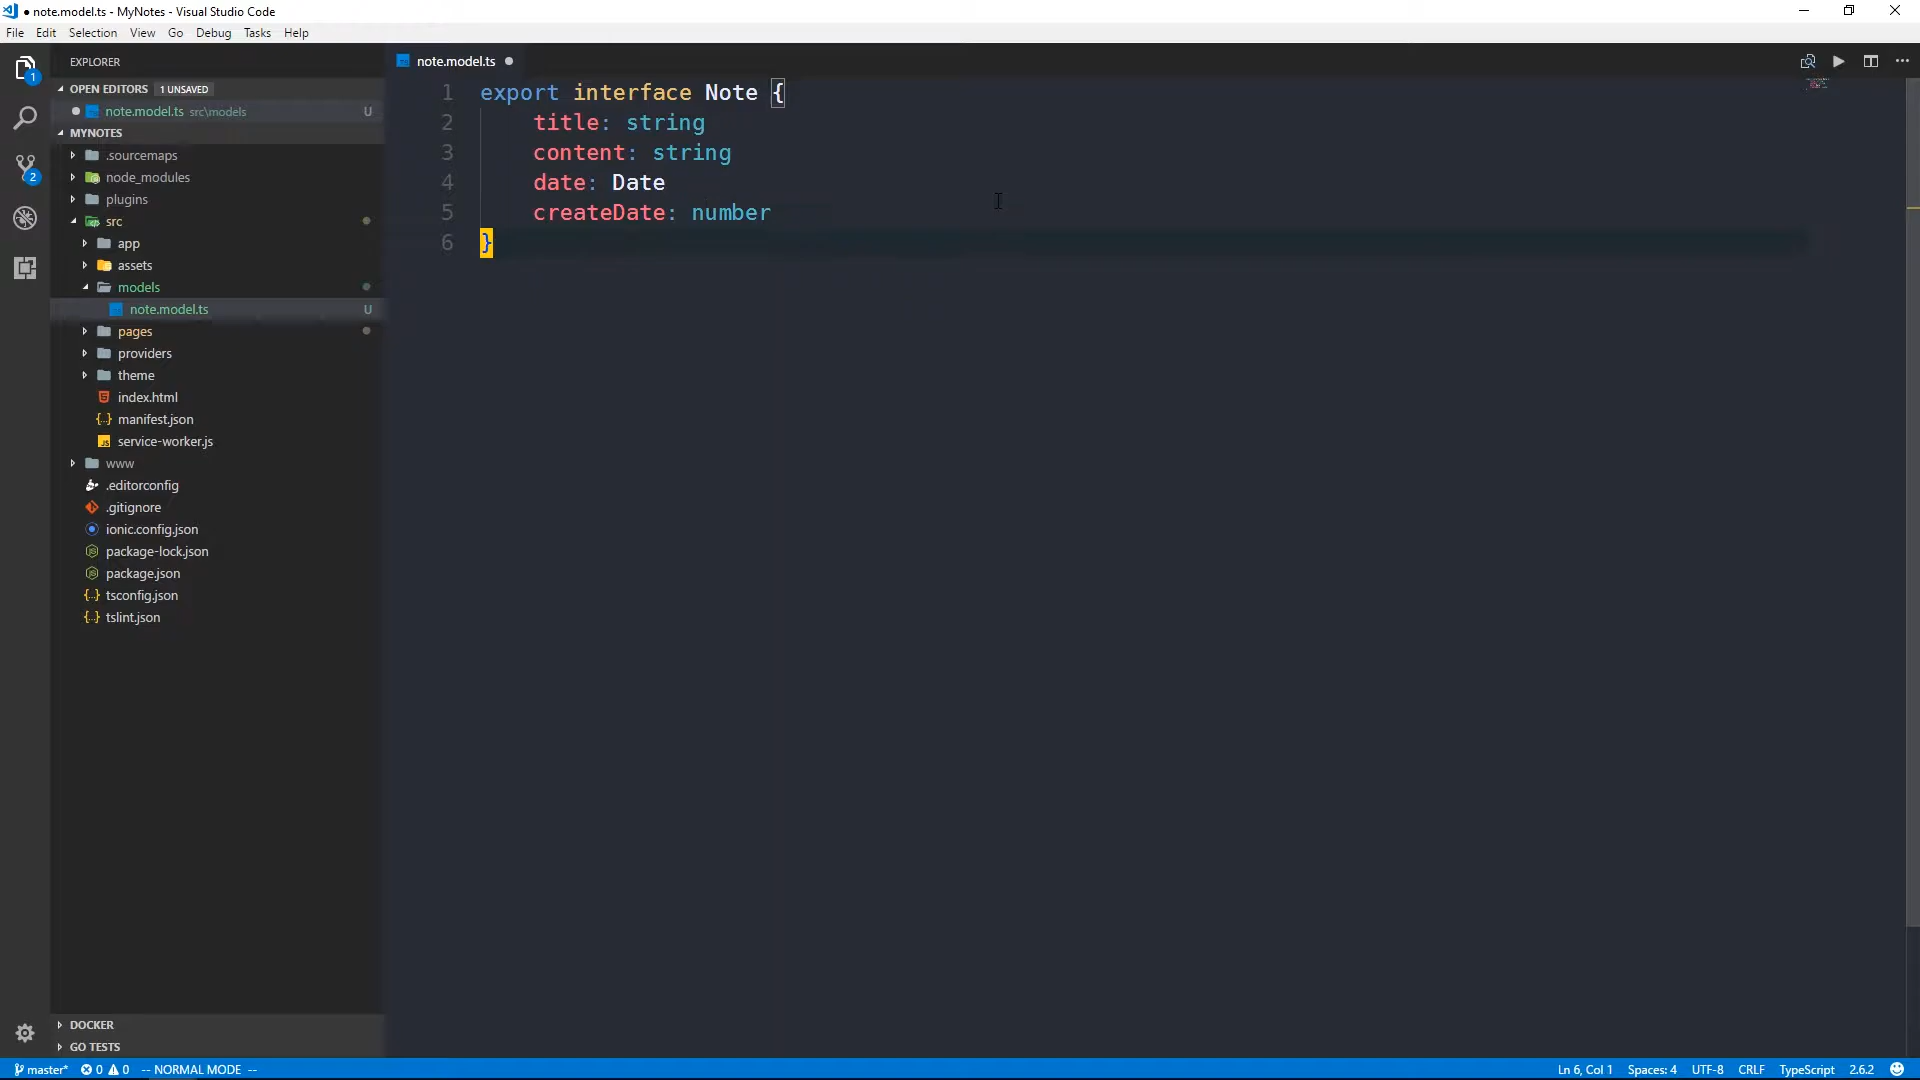 ● note.model.ts - MyNotes - Visual Studio Code
File Edit Selection View Go Debug Tasks Help
EXPLORER
OPEN EDITORS 1 UNSAVED
● note.model.ts src\models U
MYNOTES
.sourcemaps
node_modules
plugins
src
app
assets
models
note.model.ts U
pages
providers
theme
index.html
manifest.json
service-worker.js
www
.editorconfig
.gitignore
ionic.config.json
package-lock.json
package.json
tsconfig.json
tslint.json
DOCKER
GO TESTS
1
2
note.model.ts ●
1 export interface Note {
2 title: string
3 content: string
4 date: Date
5 createDate: number
6 }
master* 0 0 -- NORMAL MODE -- Ln 6, Col 1 Spaces: 4 UTF-8 CRLF TypeScript 2.6.2